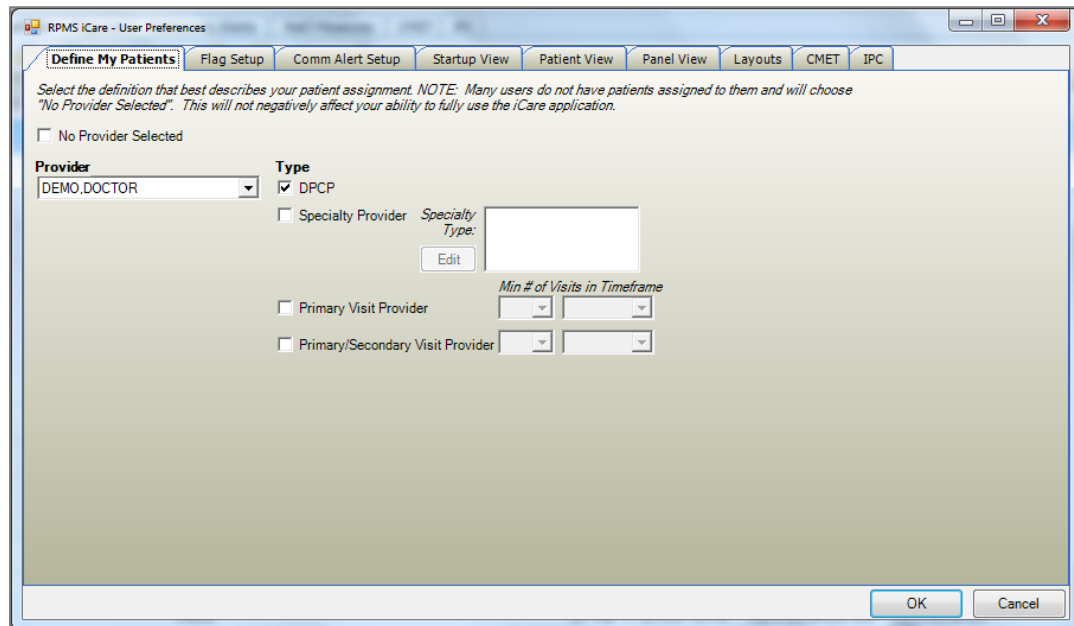 RPMS iCare - User Preferences
Define My Patients Flag Setup Comm Alert Setup Startup View Patient View Panel View Layouts CMET IPC
Select the definition that best describes your patient assignment. NOTE: Many users do not have patients assigned to them and will choose
"No Provider Selected". This will not negatively affect your ability to fully use the iCare application.
No Provider Selected
Provider Type
DEMO,DOCTOR DPCP
Specialty Provider Specialty
Type:
Edit
Min # of Visits in Timeframe
Primary Visit Provider
Primary/Secondary Visit Provider
OK Cancel